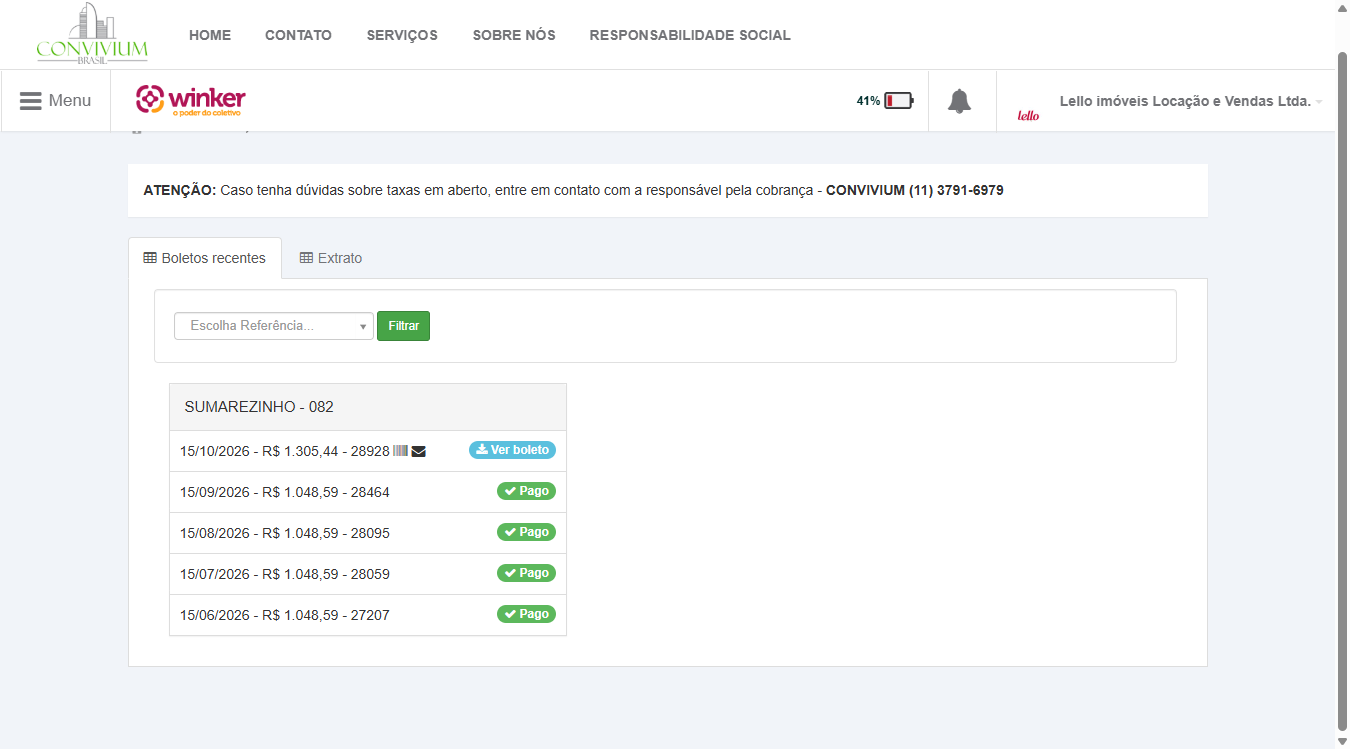 CONVIVIUM
BRASIL
HOME CONTATO SERVIÇOS SOBRE NÓS RESPONSABILIDADE SOCIAL
Menu
winker
o poder do coletivo
41%
lello
Lello imóveis Locação e Vendas Ltda.
ATENÇÃO: Caso tenha dúvidas sobre taxas em aberto, entre em contato com a responsável pela cobrança - CONVIVIUM (11) 3791-6979
Boletos recentes
Extrato
Escolha Referência...
Filtrar
SUMAREZINHO - 082
15/10/2026 - R$ 1.305,44 - 28928 Ver boleto
15/09/2026 - R$ 1.048,59 - 28464 Pago
15/08/2026 - R$ 1.048,59 - 28095 Pago
15/07/2026 - R$ 1.048,59 - 28059 Pago
15/06/2026 - R$ 1.048,59 - 27207 Pago